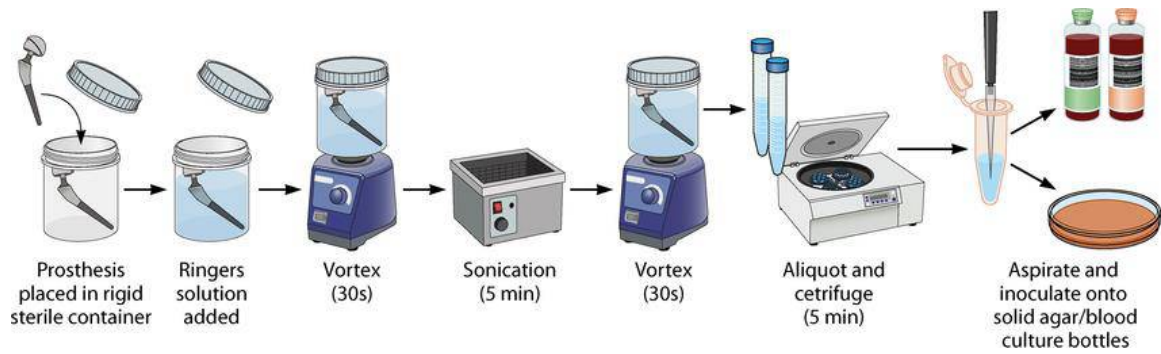 Prosthesis
placed in rigid
sterile container
Ringers
solution
added
Vortex
(30s)
Sonication
(5 min)
Vortex
(30s)
Aliquot and
cetrifuge
(5 min)
Aspirate and
inoculate onto
solid agar/blood
culture bottles